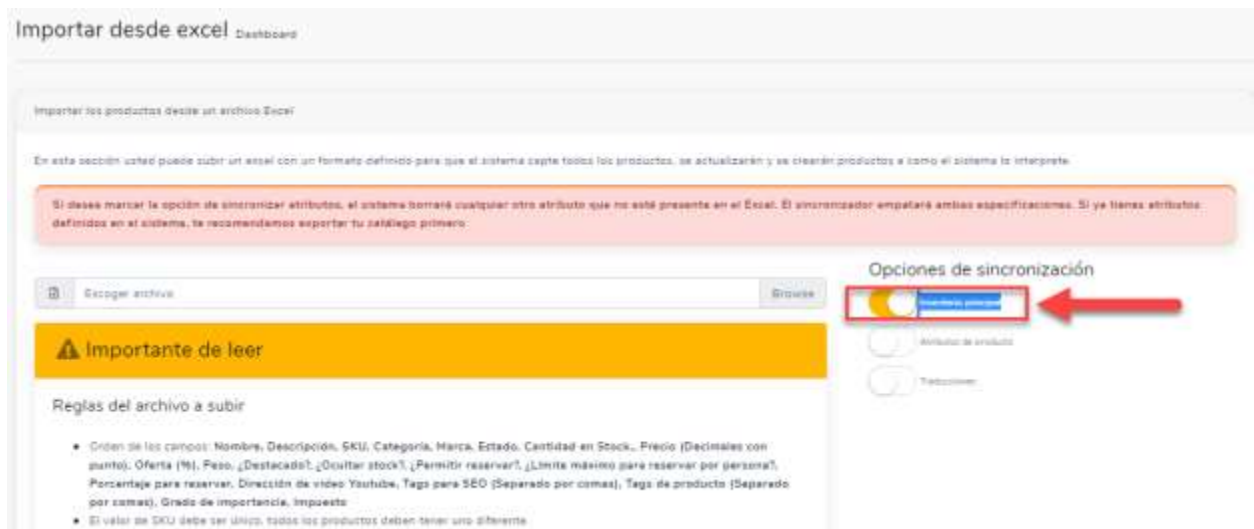 Importar desde excel Dashboard
Importar los productos desde un archivo Excel
En esta sección usted puede subir un excel con un formato definido para que el sistema capte todos los productos, se actualizarán y se crearán productos a como el sistema lo interprete.
Si desea marcar la opción de sincronizar atributos, el sistema borrará cualquier otro atributo que no esté presente en el Excel. El sincronizador empatará ambas especificaciones. Si ya tienes atributos
definidos en el sistema, te recomendamos exportar tu catálogo primero
Opciones de sincronización
Escoger archivo Browse
Inventario principal
Importante de leer
Atributos de producto
Traducciones
Reglas del archivo a subir
Orden de los campos: Nombre, Descripción, SKU, Categoría, Marca, Estado, Cantidad en Stock,, Precio (Decimales con
punto), Oferta (%), Peso, ¿Destacado?, ¿Ocultar stock?, ¿Permitir reservar?, ¿Límite máximo para reservar por persona?,
Porcentaje para reservar, Dirección de video Youtube, Tags para SEO (Separado por comas), Tags de producto (Separado
por comas), Grado de importancia, Impuesto
El valor de SKU debe ser único, todos los productos deben tener uno diferente